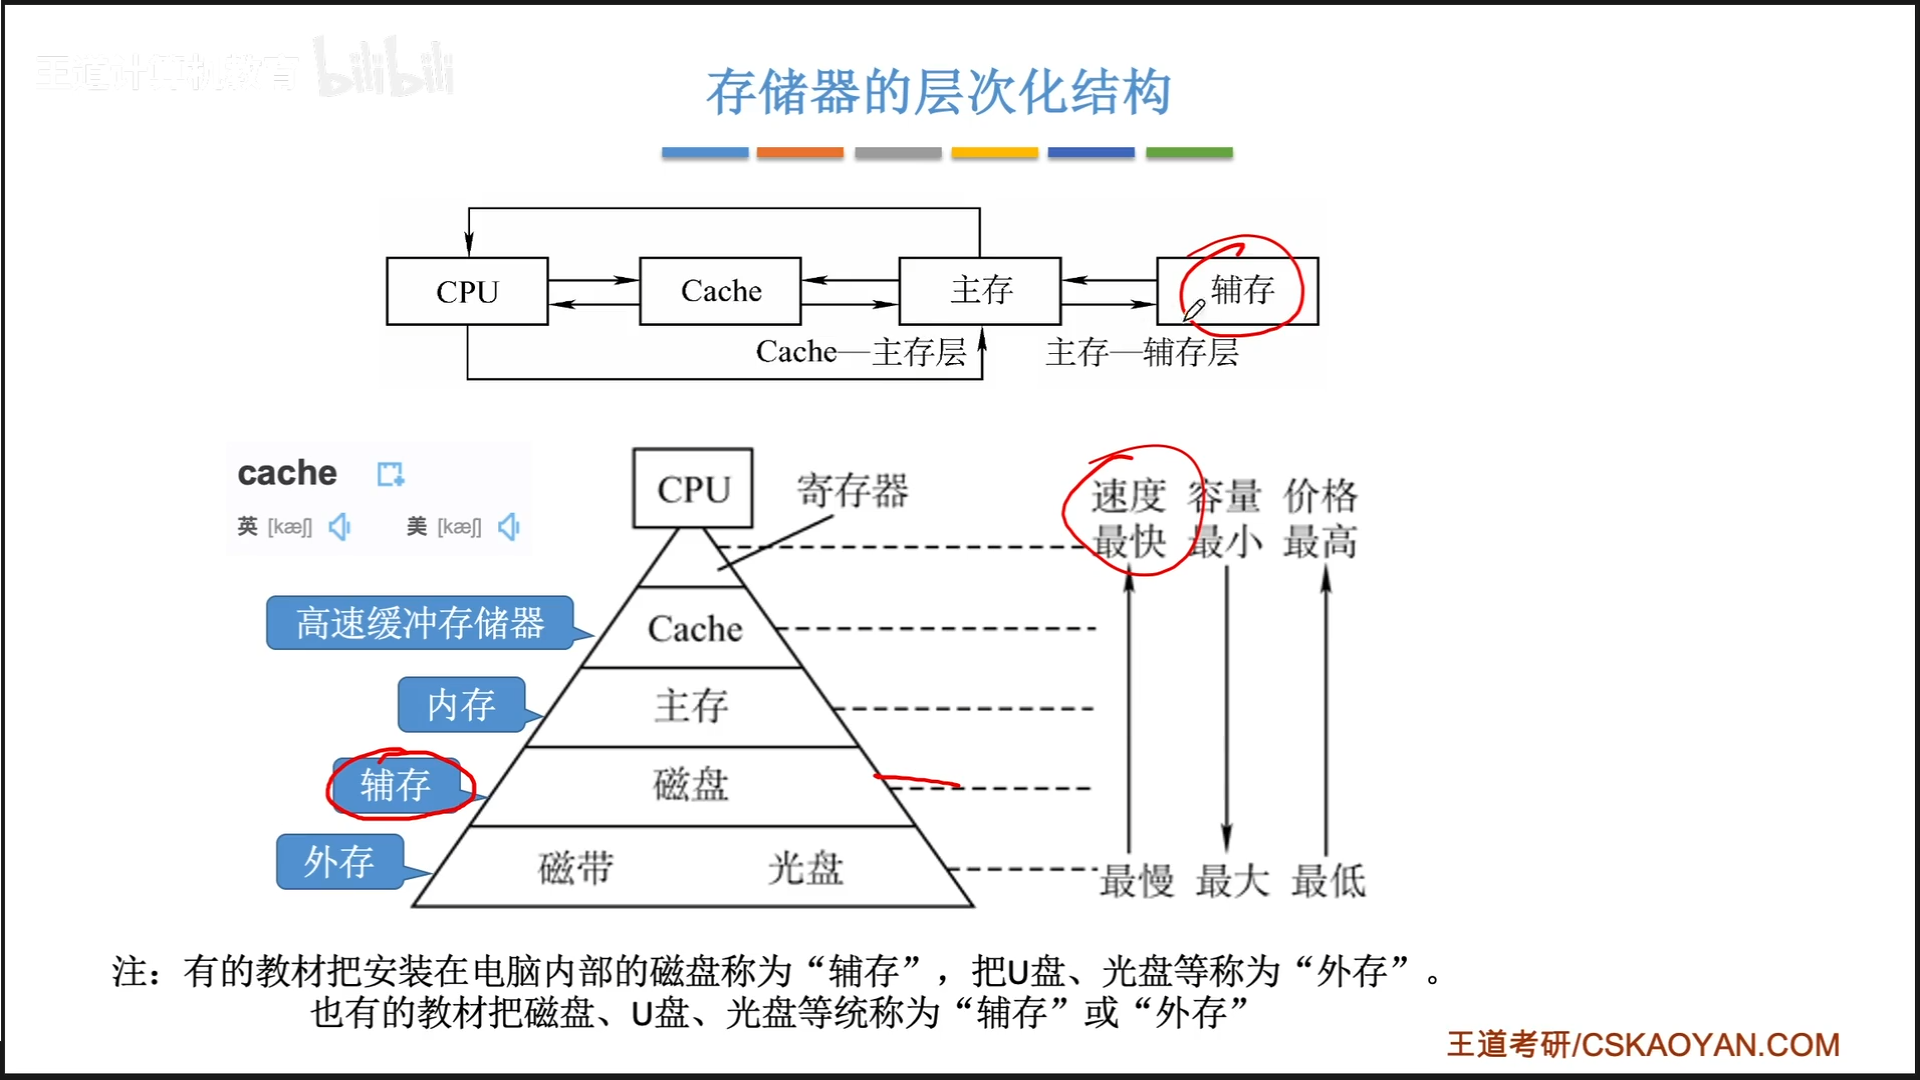 王道计算机教育 bilibili
存储器的层次化结构
CPU
Cache
主存
辅存
Cache—主存层
主存—辅存层
cache
英 [kæʃ] 美 [kæʃ]
CPU
寄存器
速度 容量 价格
最快 最小 最高
高速缓冲存储器
Cache
内存
主存
辅存
磁盘
外存
磁带 光盘
最慢 最大 最低
注：有的教材把安装在电脑内部的磁盘称为“辅存”，把U盘、光盘等称为“外存”。
也有的教材把磁盘、U盘、光盘等统称为“辅存”或“外存”
王道考研/CSKAOYAN.COM